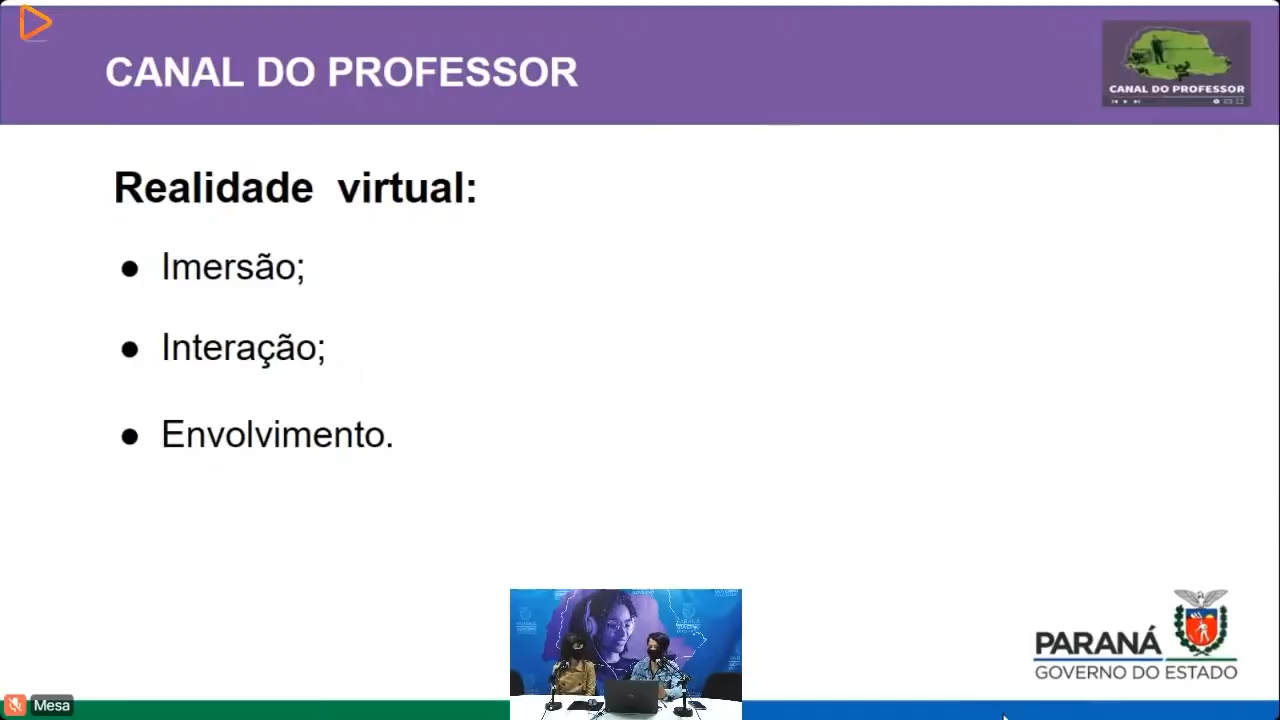 CANAL DO PROFESSOR
CANAL DO PROFESSOR
Realidade virtual:
● Imersão;
● Interação;
● Envolvimento.
PARANÁ
GOVERNO DO ESTADO
Mesa